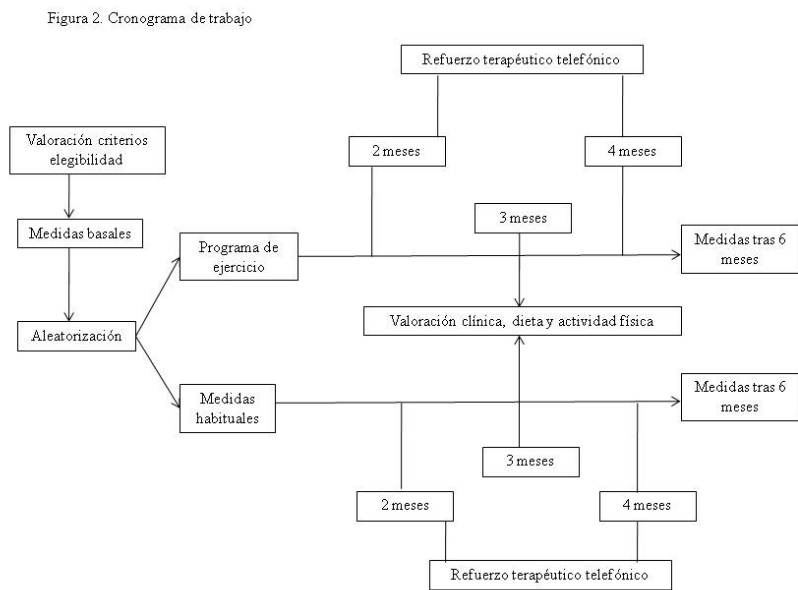 Figura 2. Cronograma de trabajo
Refuerzo terapéutico telefónico
Valoración criterios
elegibilidad
2 meses
4 meses
3 meses
Medidas basales
Programa de
ejercicio
Medidas tras 6
meses
Aleatorización
Valoración clínica, dieta y actividad física
Medidas
habituales
Medidas tras 6
meses
3 meses
2 meses
4 meses
Refuerzo terapéutico telefónico